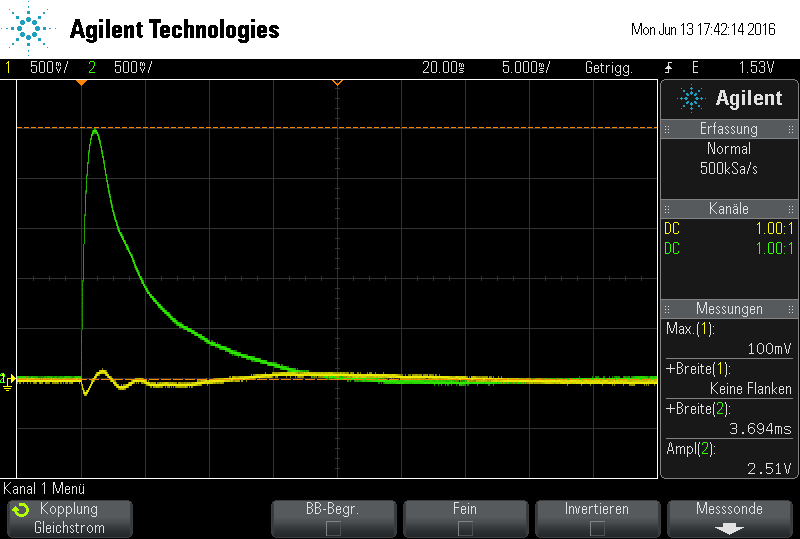 Agilent Technologies
Mon Jun 13 17:42:14 2016
1 500mV/ 2 500mV/ 20.00ms 5.000ms/ Getrigg. E 1.53V
Agilent
Erfassung
Normal
500kSa/s
Kanäle
DC 1.00:1
DC 1.00:1
Messungen
Max.(1):
100mV
+Breite(1):
Keine Flanken
+Breite(2):
3.694ms
Ampl(2):
2.51V
Kanal 1 Menü
Kopplung
Gleichstrom
BB-Begr.
Fein
Invertieren
Messsonde